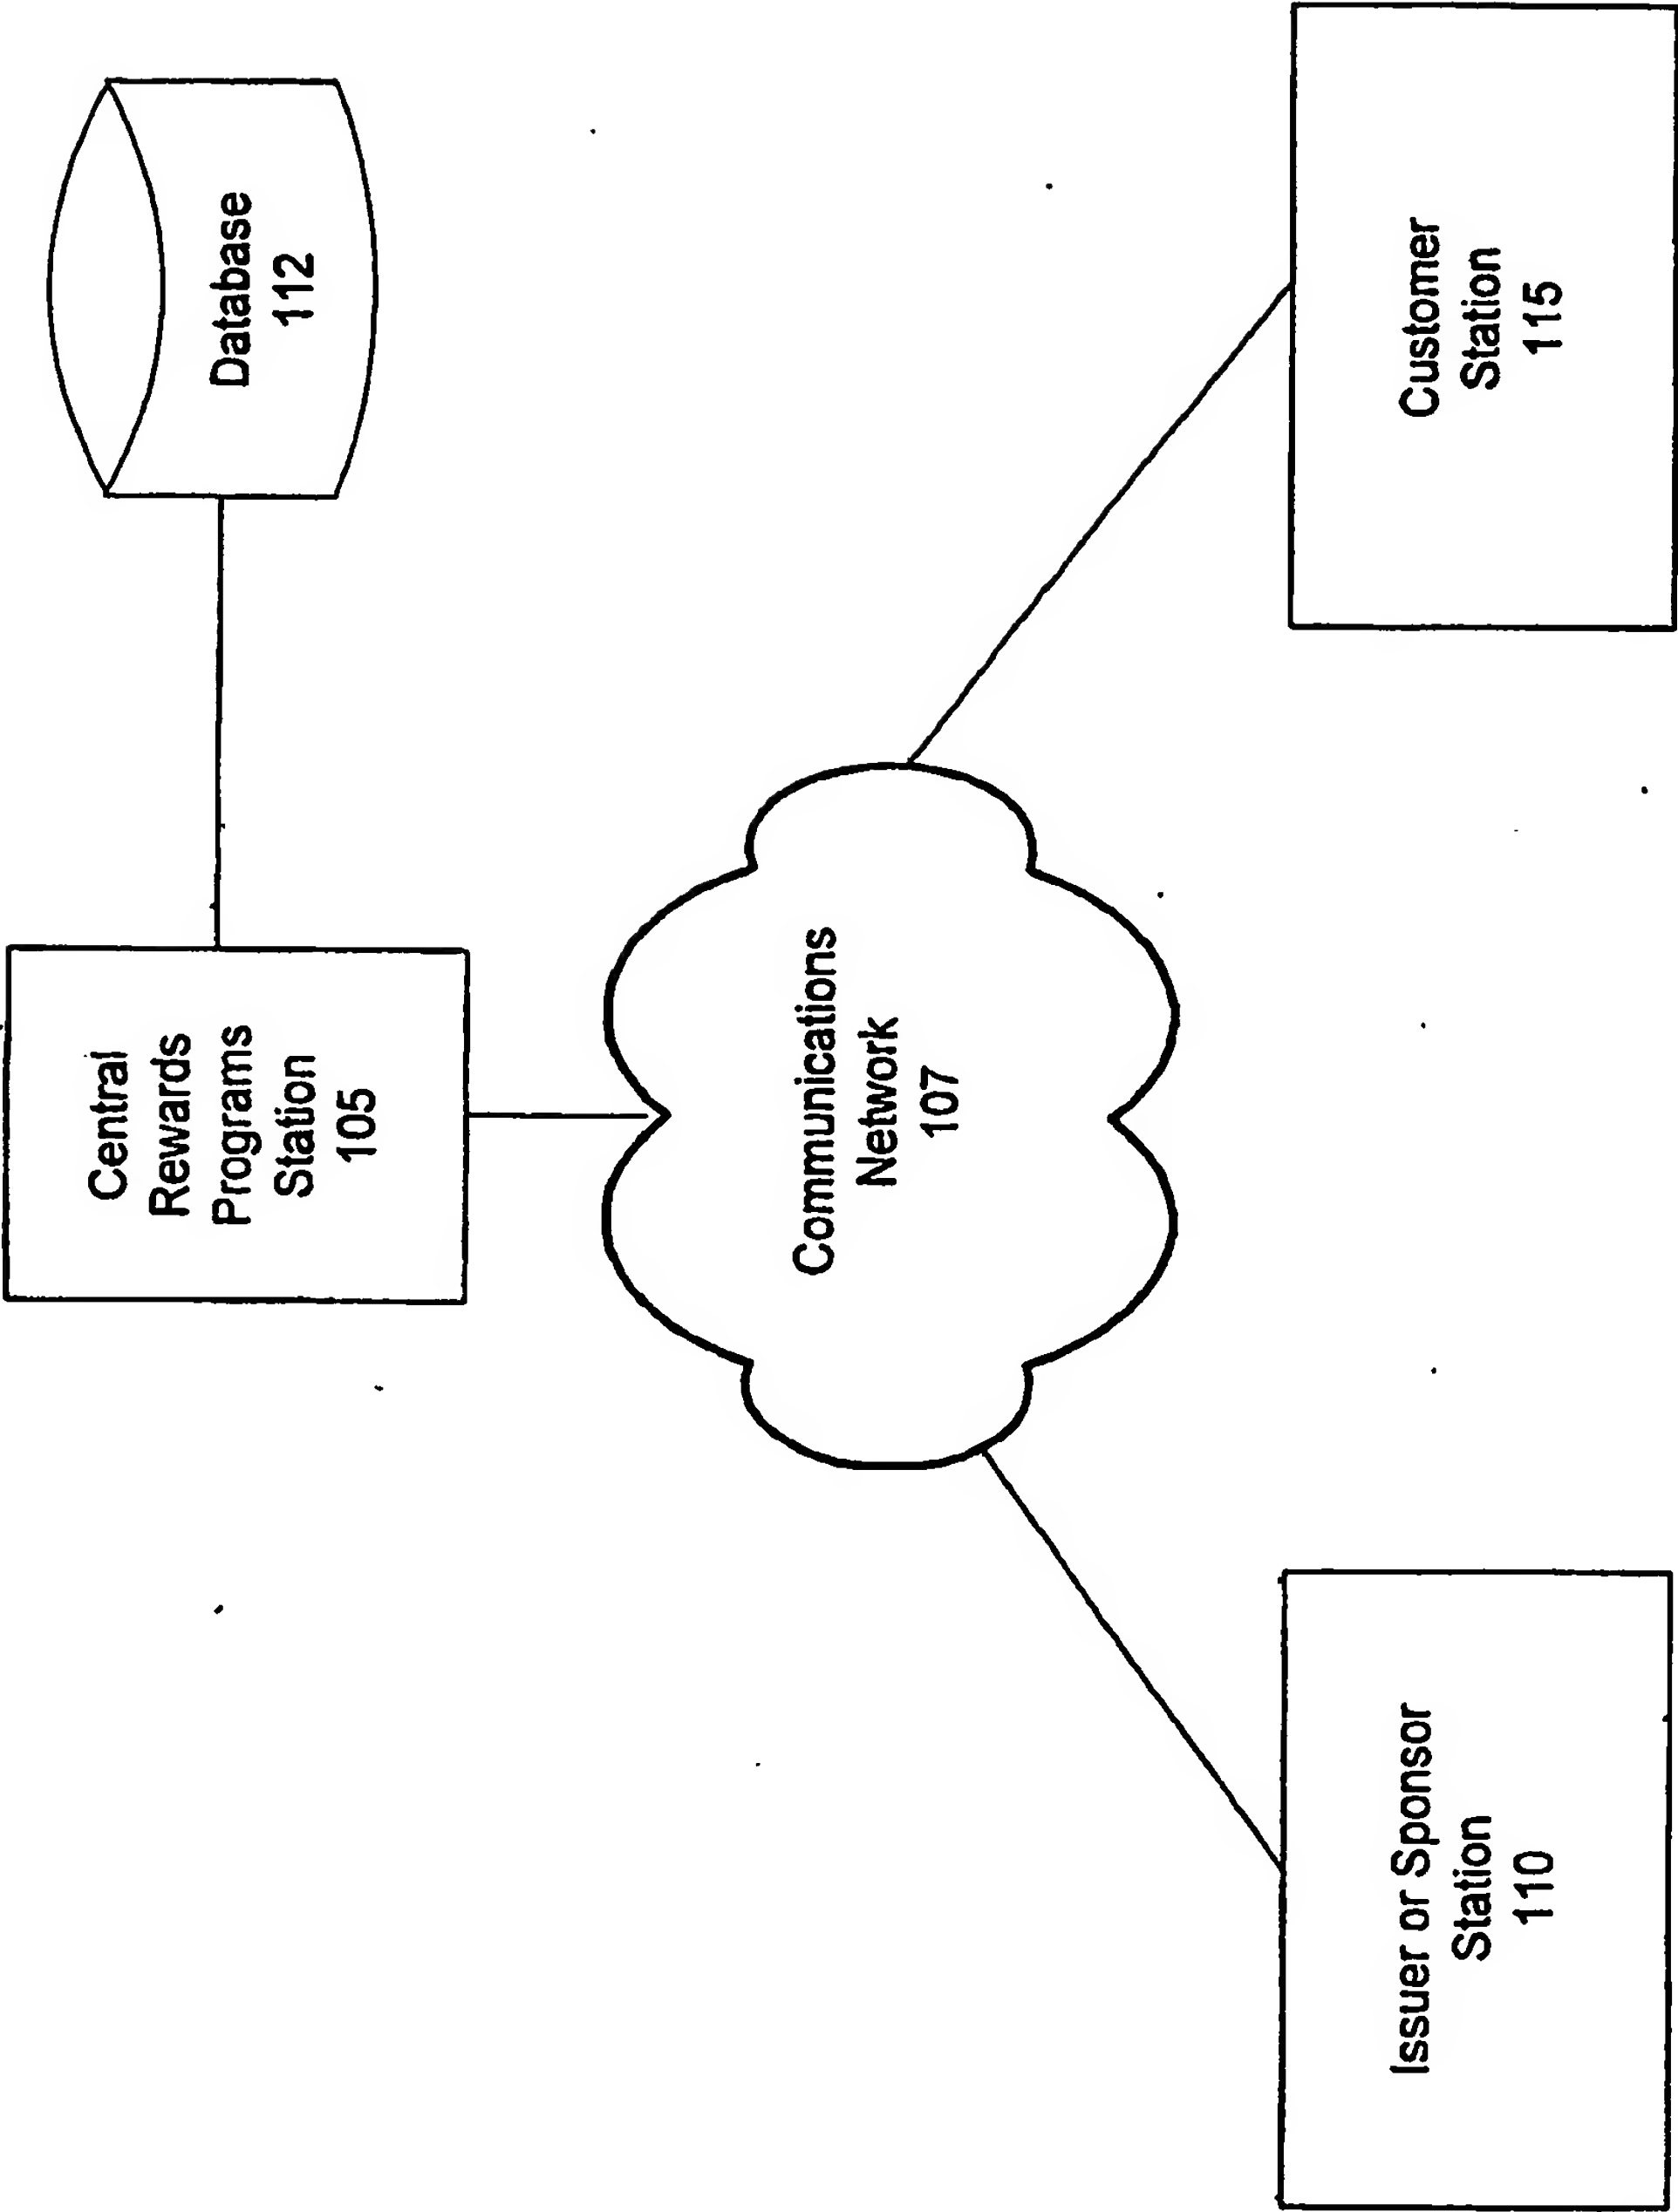 Central
Rewards
Programs
Station
105
Database
112
Communications
Network
107
Issuer or Sponsor
Station
110
Customer
Station
115